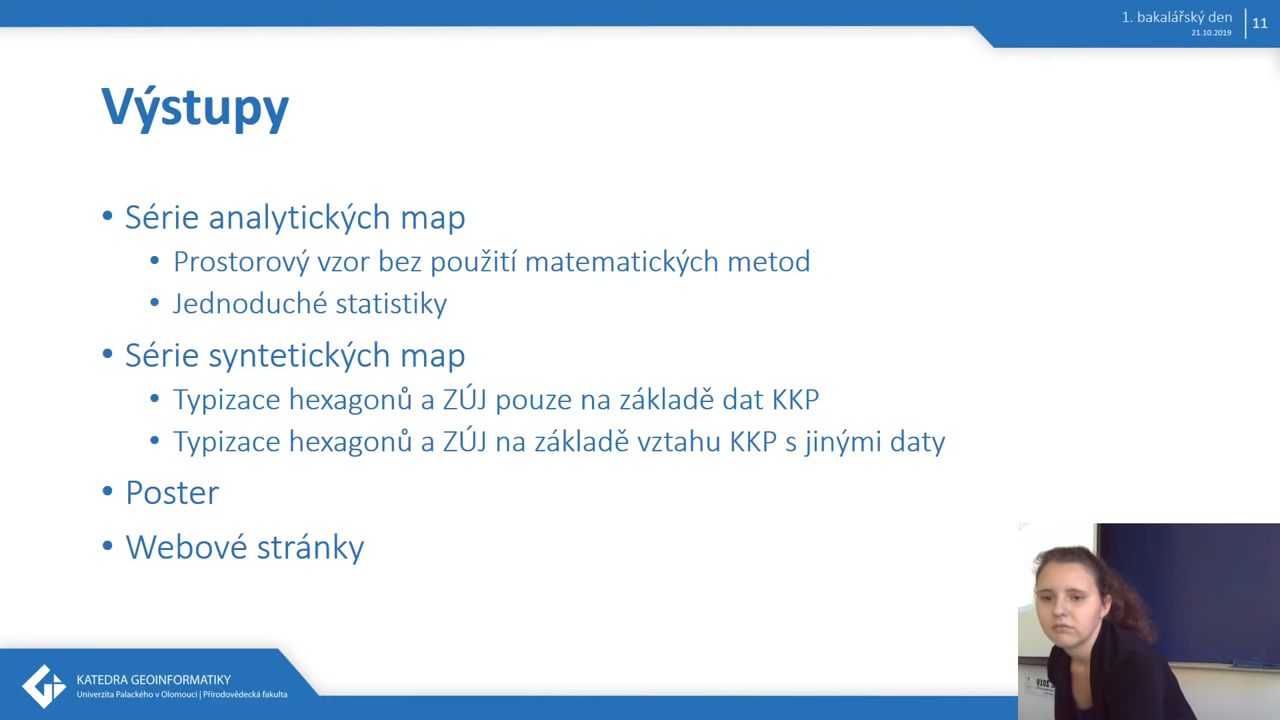 1. bakalářský den
21.10.2019
11
Výstupy
• Série analytických map
• Prostorový vzor bez použití matematických metod
• Jednoduché statistiky
• Série syntetických map
• Typizace hexagonů a ZÚJ pouze na základě dat KKP
• Typizace hexagonů a ZÚJ na základě vztahu KKP s jinými daty
• Poster
• Webové stránky
KATEDRA GEOINFORMATIKY
Univerzita Palackého v Olomouci | Přírodovědecká fakulta